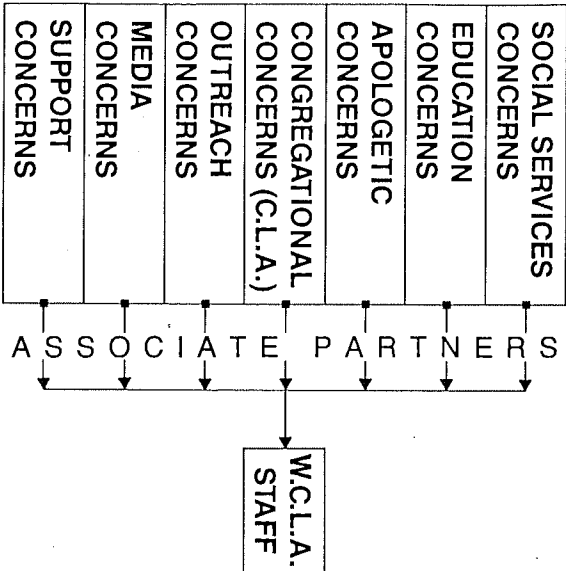 SOCIAL SERVICES
CONCERNS
EDUCATION
CONCERNS
APOLOGETIC
CONCERNS
CONGREGATIONAL
CONCERNS (C.L.A.)
OUTREACH
CONCERNS
MEDIA
CONCERNS
SUPPORT
CONCERNS
ASSOCIATE PARTNERS
W.C.L.A.
STAFF